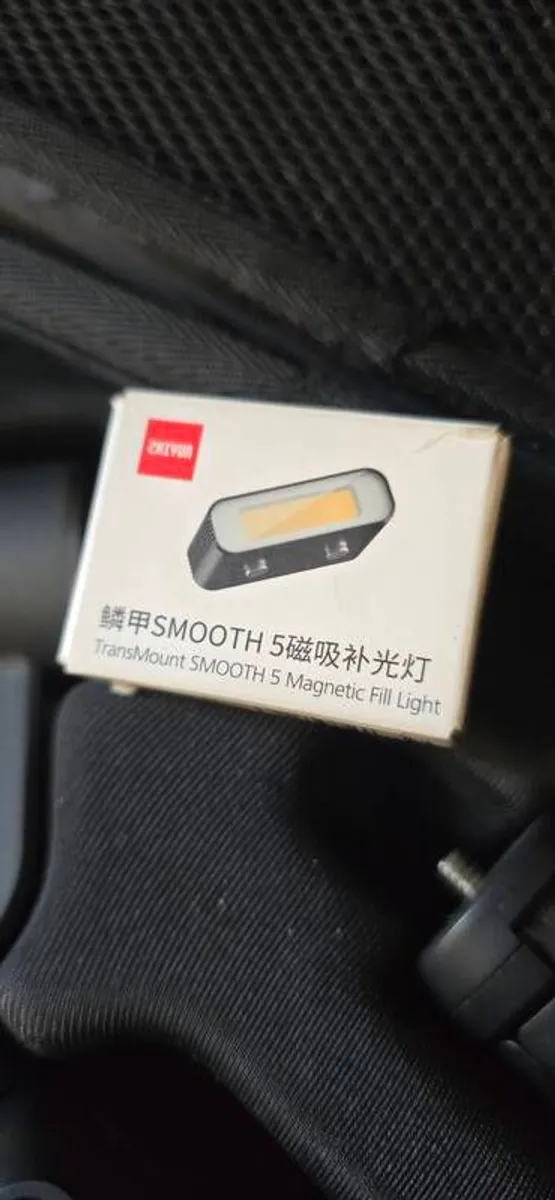 ZHIYUN
鳞甲SMOOTH 5磁吸补光灯
TransMount SMOOTH 5 Magnetic Fill Light